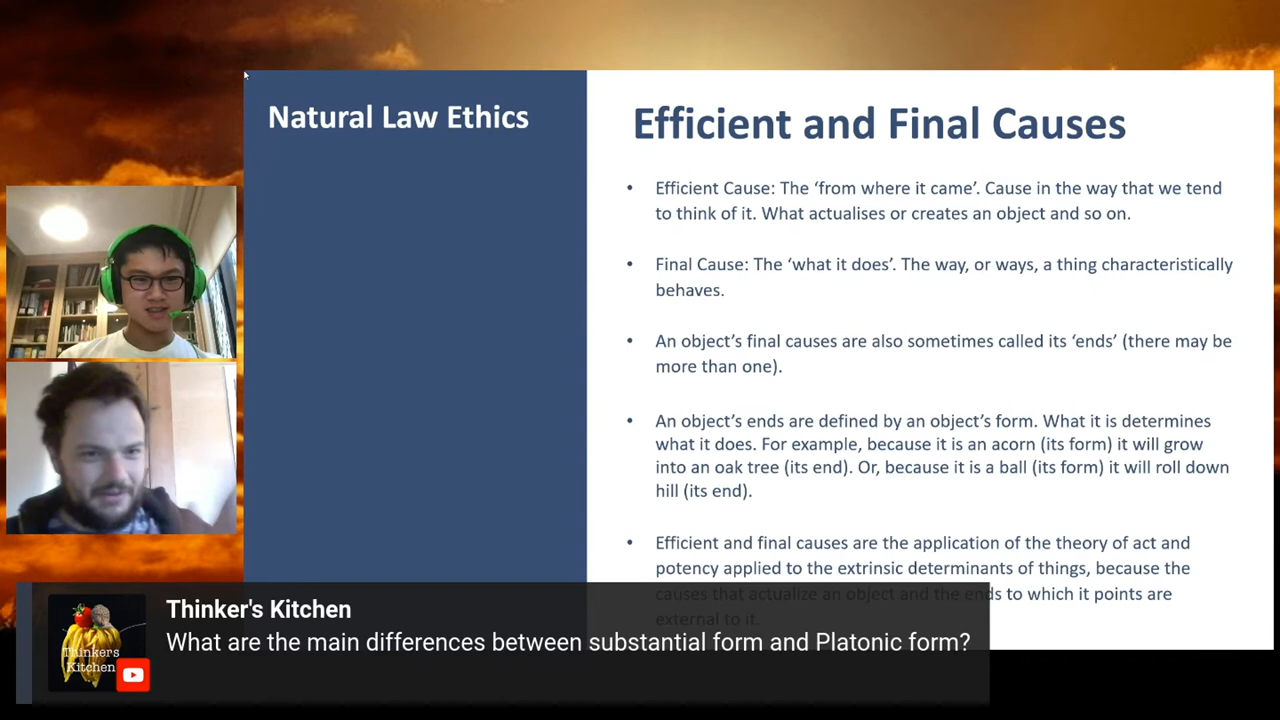 Natural Law Ethics
Efficient and Final Causes
• Efficient Cause: The ‘from where it came’. Cause in the way that we tend
to think of it. What actualises or creates an object and so on.
• Final Cause: The ‘what it does’. The way, or ways, a thing characteristically
behaves.
• An object’s final causes are also sometimes called its ‘ends’ (there may be
more than one).
• An object’s ends are defined by an object’s form. What it is determines
what it does. For example, because it is an acorn (its form) it will grow
into an oak tree (its end). Or, because it is a ball (its form) it will roll down
hill (its end).
• Efficient and final causes are the application of the theory of act and
potency applied to the extrinsic determinants of things, because the
causes that actualize an object and the ends to which it points are
external to it.
Thinker's Kitchen
What are the main differences between substantial form and Platonic form?
Thinkers
Kitchen